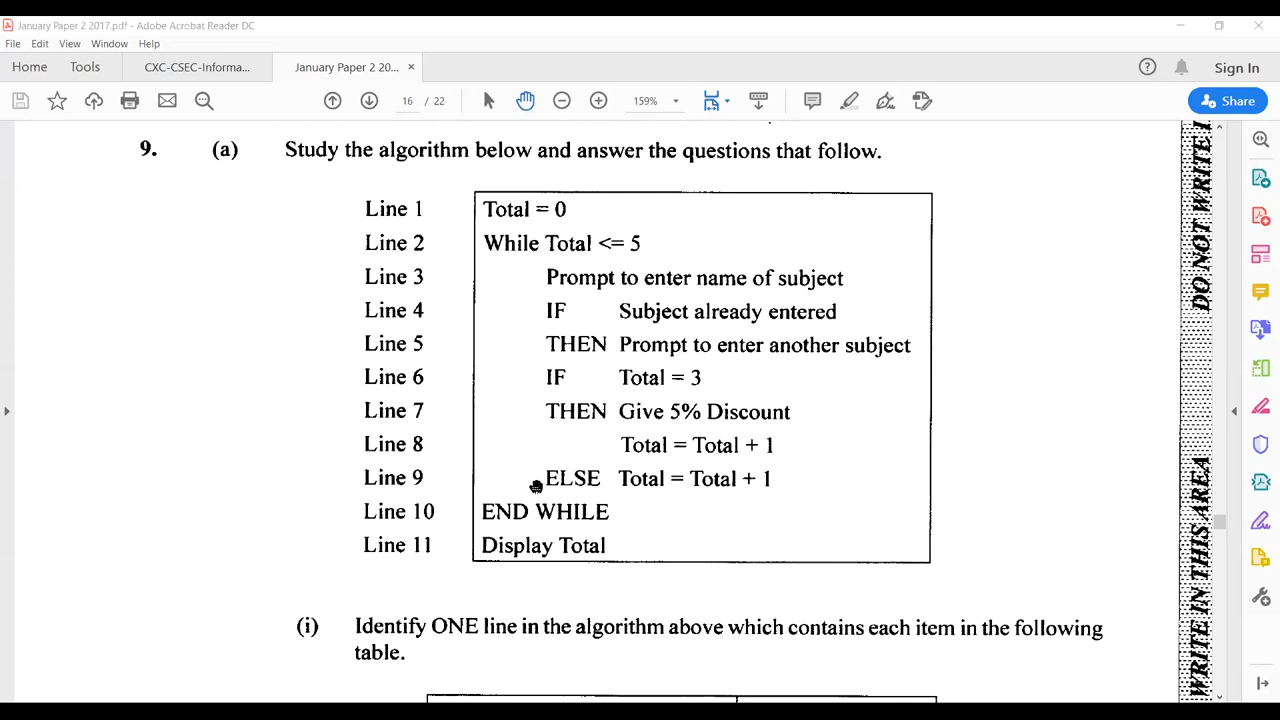 January Paper 2 2017.pdf - Adobe Acrobat Reader DC
File Edit View Window Help
Home Tools CXC-CSEC-Informa... January Paper 2 20... × Sign In
16 / 22 159% Share
9. (a) Study the algorithm below and answer the questions that follow.
Line 1 Total = 0
Line 2 While Total <= 5
Line 3 Prompt to enter name of subject
Line 4 IF Subject already entered
Line 5 THEN Prompt to enter another subject
Line 6 IF Total = 3
Line 7 THEN Give 5% Discount
Line 8 Total = Total + 1
Line 9 ELSE Total = Total + 1
Line 10 END WHILE
Line 11 Display Total
(i) Identify ONE line in the algorithm above which contains each item in the following
table.
DO NOT WRITE I
WRITE IN THIS AREA